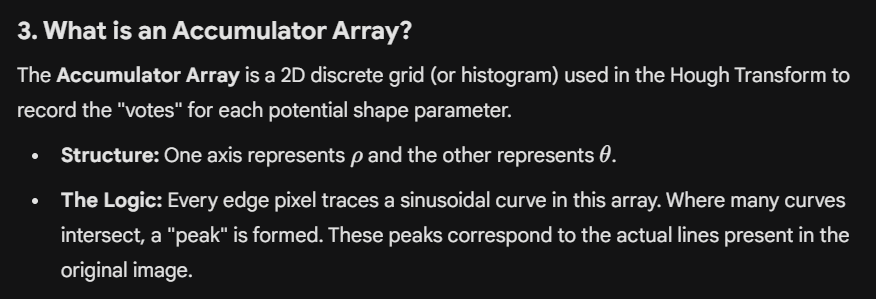 3. What is an Accumulator Array?
The Accumulator Array is a 2D discrete grid (or histogram) used in the Hough Transform to
record the "votes" for each potential shape parameter.
• Structure: One axis represents ρ and the other represents θ.
• The Logic: Every edge pixel traces a sinusoidal curve in this array. Where many curves
intersect, a "peak" is formed. These peaks correspond to the actual lines present in the
original image.